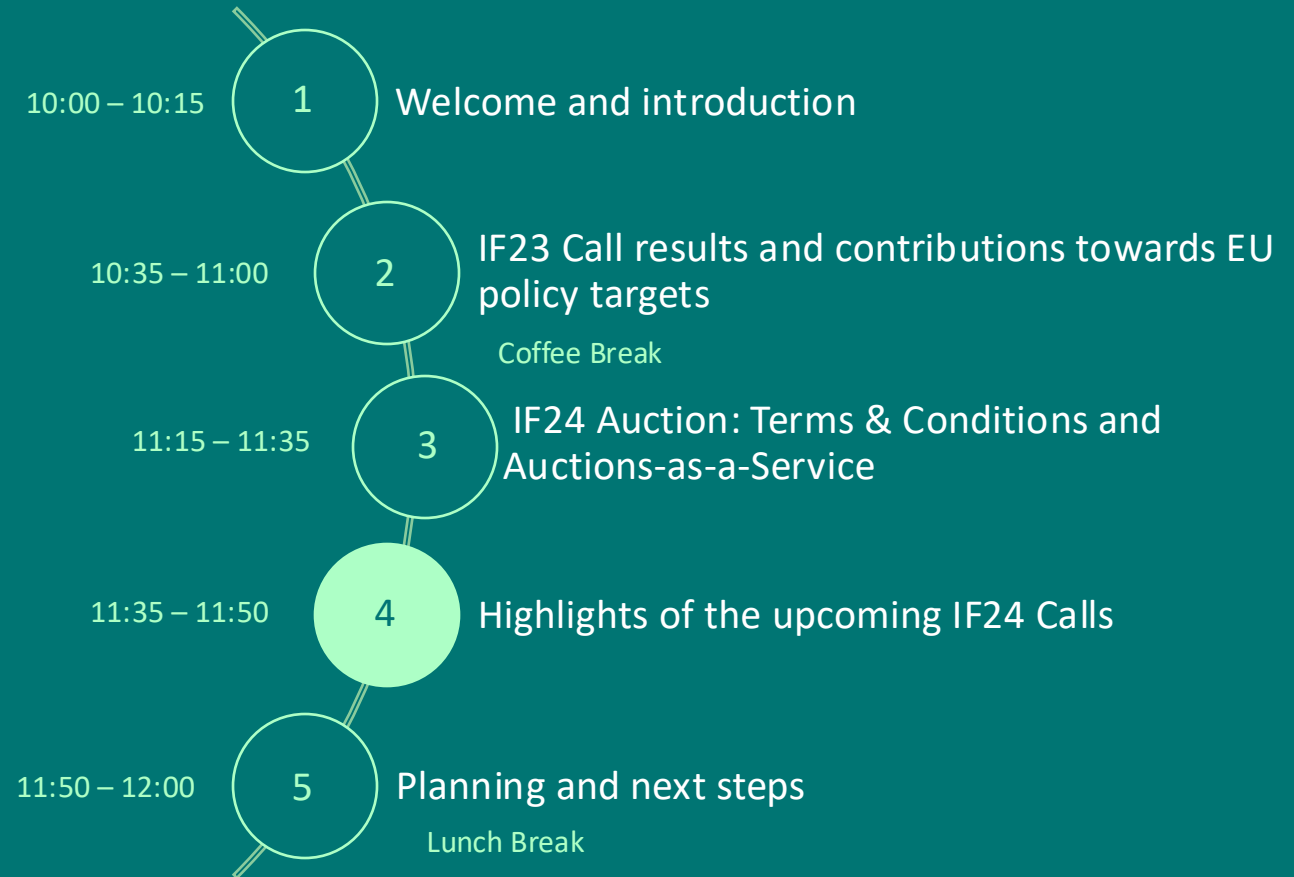 10:00 – 10:15
1
Welcome and introduction
10:35 – 11:00
2
IF23 Call results and contributions towards EU
policy targets
Coffee Break
11:15 – 11:35
3
IF24 Auction: Terms & Conditions and
Auctions-as-a-Service
11:35 – 11:50
4
Highlights of the upcoming IF24 Calls
11:50 – 12:00
5
Planning and next steps
Lunch Break